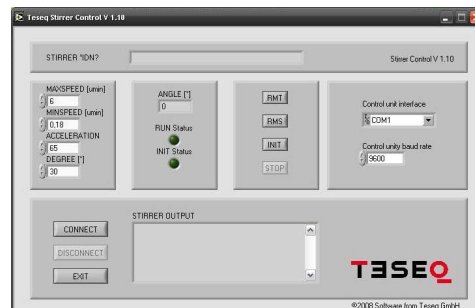 Teseq Stirrer Control V 1.10
STIRRER *IDN?
Stirrer Control V 1.10
MAXSPEED [umin]
6
MINSPEED [umin]
0,18
ACCELERATION
65
DEGREE [°]
30
ANGLE [°]
0
RUN Status
INIT Status
RMT
RMS
INIT
STOP
Control unit interface
COM1
Control unity baud rate
9600
CONNECT
DISCONNECT
EXIT
STIRRER OUTPUT
TESEQ
©2008 Software from Teseq GmbH